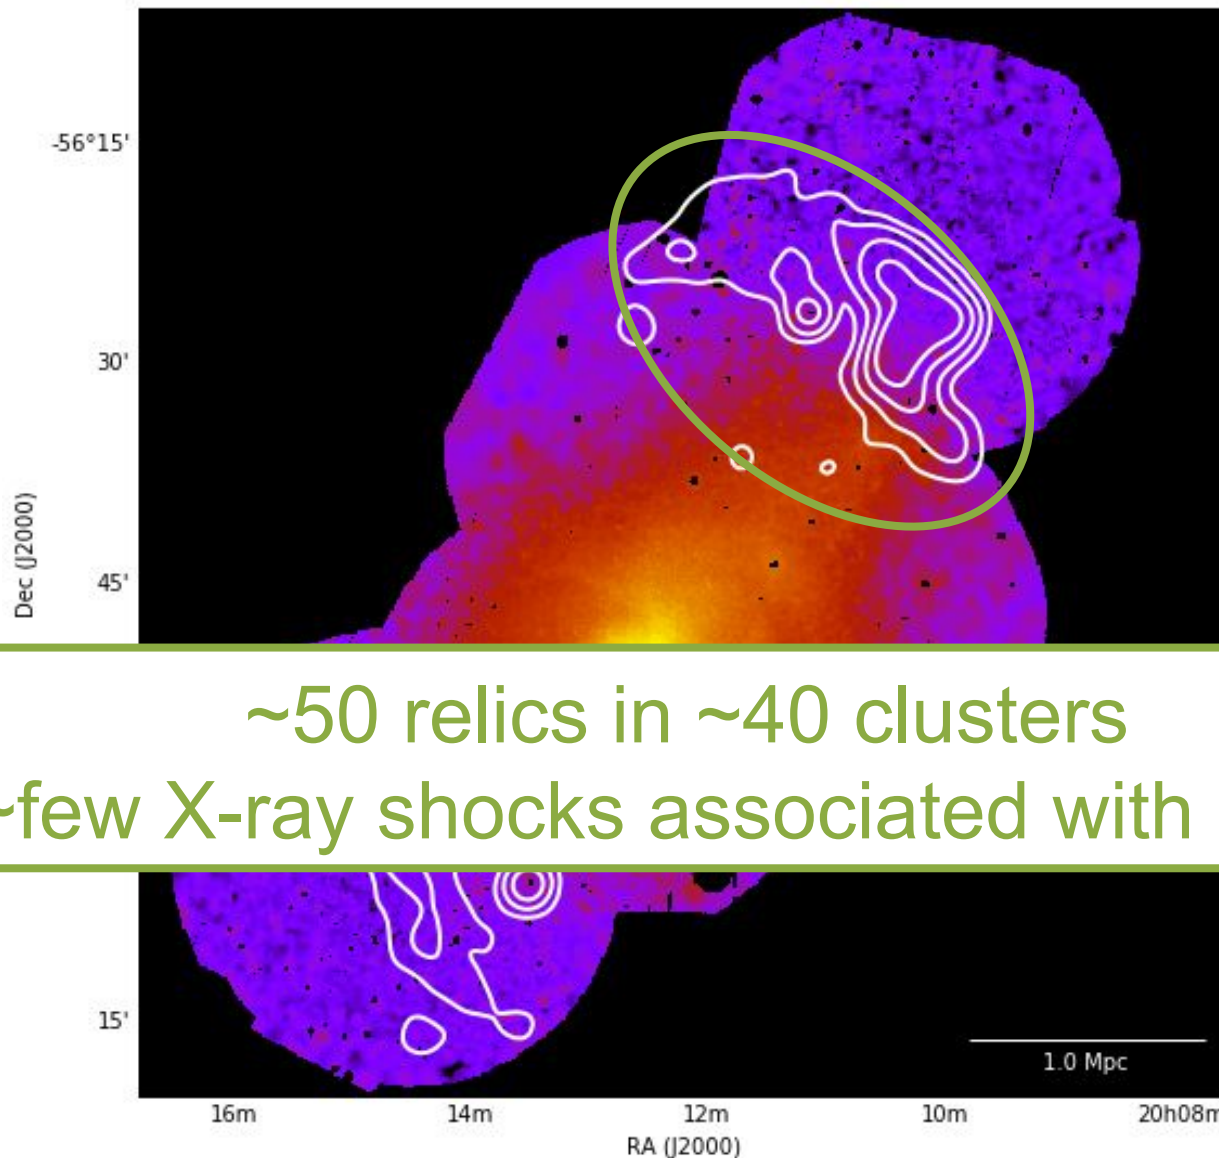 -56°15'
30'
45'
Dec (J2000)
~50 relics in ~40 clusters
~few X-ray shocks associated with
15'
1.0 Mpc
16m 14m 12m 10m 20h08m
RA (J2000)